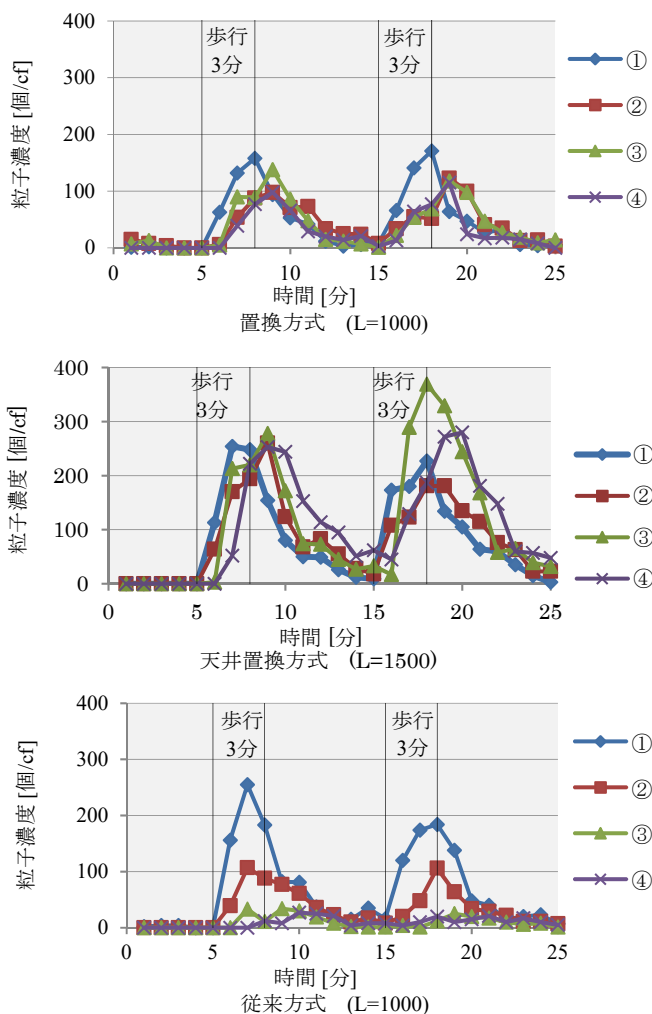 400
300
200
100
0
粒子濃度 [個/cf]
歩行
3分
歩行
3分
①
②
③
④
0
5
10
15
20
25
時間 [分]
置換方式 (L=1000)
400
300
200
100
0
粒子濃度 [個/cf]
歩行
3分
歩行
3分
①
②
③
④
0
5
10
15
20
25
時間 [分]
天井置換方式 (L=1500)
400
300
200
100
0
粒子濃度 [個/cf]
歩行
3分
歩行
3分
①
②
③
④
0
5
10
15
20
25
時間 [分]
従来方式 (L=1000)